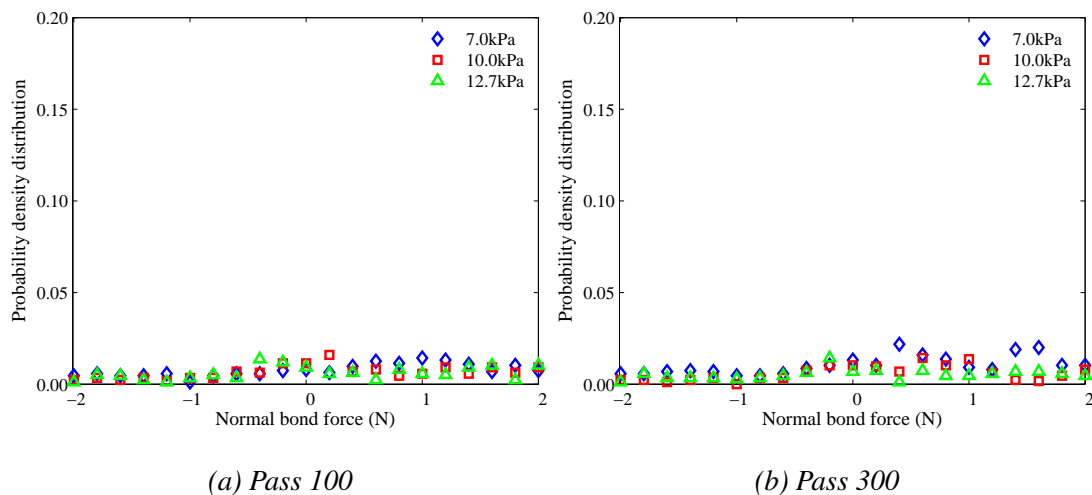 0.20
0.15
0.10
0.05
0.00
−2
−1
0
1
2
Probability density distribution
Normal bond force (N)
7.0kPa
10.0kPa
12.7kPa
(a) Pass 100
0.20
0.15
0.10
0.05
0.00
−2
−1
0
1
2
Probability density distribution
Normal bond force (N)
7.0kPa
10.0kPa
12.7kPa
(b) Pass 300